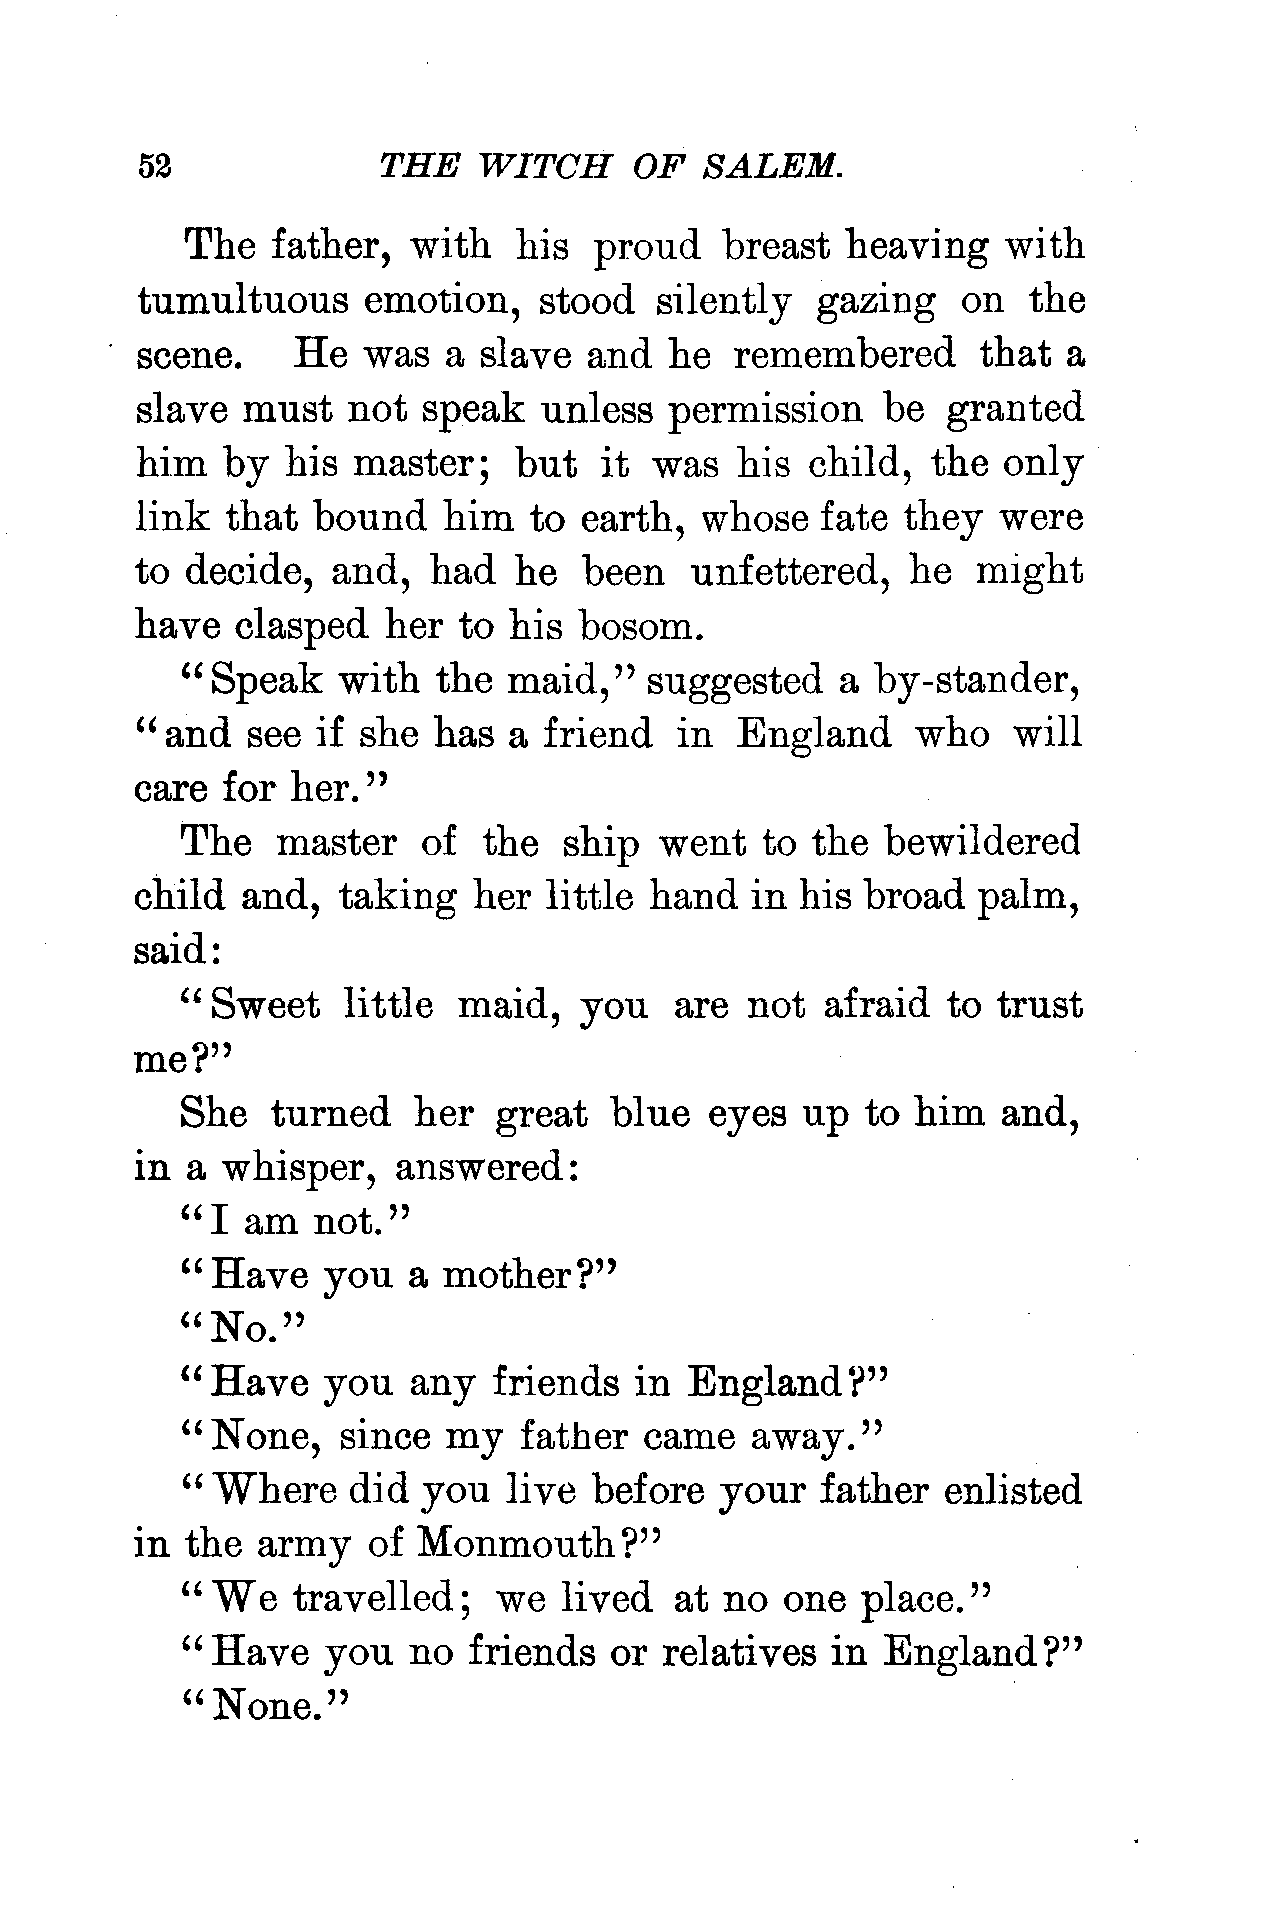 52 THE WITCH OF SALEM.
The father, with his proud breast heaving with
tumultuous emotion, stood silently gazing on the
scene. He was a slave and he remembered that a
slave must not speak unless permission be granted
him by his master; but it was his child, the only
link that bound him to earth, whose fate they were
to decide, and, had he been unfettered, he might
have clasped her to his bosom.
"Speak with the maid," suggested a by-stander,
"and see if she has a friend in England who will
care for her."
The master of the ship went to the bewildered
child and, taking her little hand in his broad palm,
said:
"Sweet little maid, you are not afraid to trust
me?"
She turned her great blue eyes up to him and,
in a whisper, answered:
"I am not."
"Have you a mother?"
"No."
"Have you any friends in England?"
"None, since my father came away."
"Where did you live before your father enlisted
in the army of Monmouth?"
"We travelled; we lived at no one place."
"Have you no friends or relatives in England?"
"None."